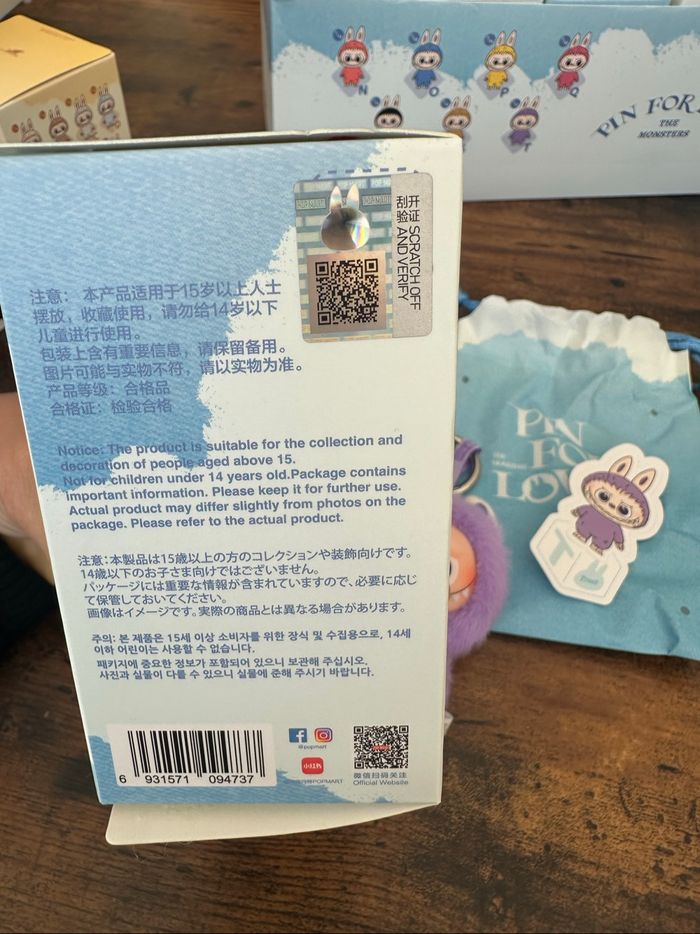 N O P Q
T
PIN FOR
THE
MONSTERS
POP MART
刮 开
验 证
SCRATCH OFF
AND VERIFY
注意： 本产品适用于15岁以上人士
摆放，收藏使用，请勿给14岁以下
儿童进行使用。
包装上含有重要信息，请保留备用。
图片可能与实物不符，请以实物为准。
产品等级：合格品
合格证：检验合格
Notice: The product is suitable for the collection and
decoration of people aged above 15.
Not for children under 14 years old.Package contains
important information. Please keep it for further use.
Actual product may differ slightly from photos on the
package. Please refer to the actual product.
注意:本製品は15歳以上の方のコレクションや装飾向けです。
14歳以下のお子さま向けではございません。
パッケージには重要な情報が含まれていますので、必要に応じ
て保管しておいてください。
画像はイメージです。実際の商品とは異なる場合があります。
주의: 본 제품은 15세 이상 소비자를 위한 장식 및 수집용으로, 14세
이하 어린이는 사용할 수 없습니다.
패키지에 중요한 정보가 포함되어 있으니 보관해 주십시오.
사진과 실물이 다를 수 있으니 실물에 준해 주시기 바랍니다.
6 931571 094737
@popmart
小红书
POPMART
微信扫码关注
Official Website
PIN
FO
LOV
T
Trust